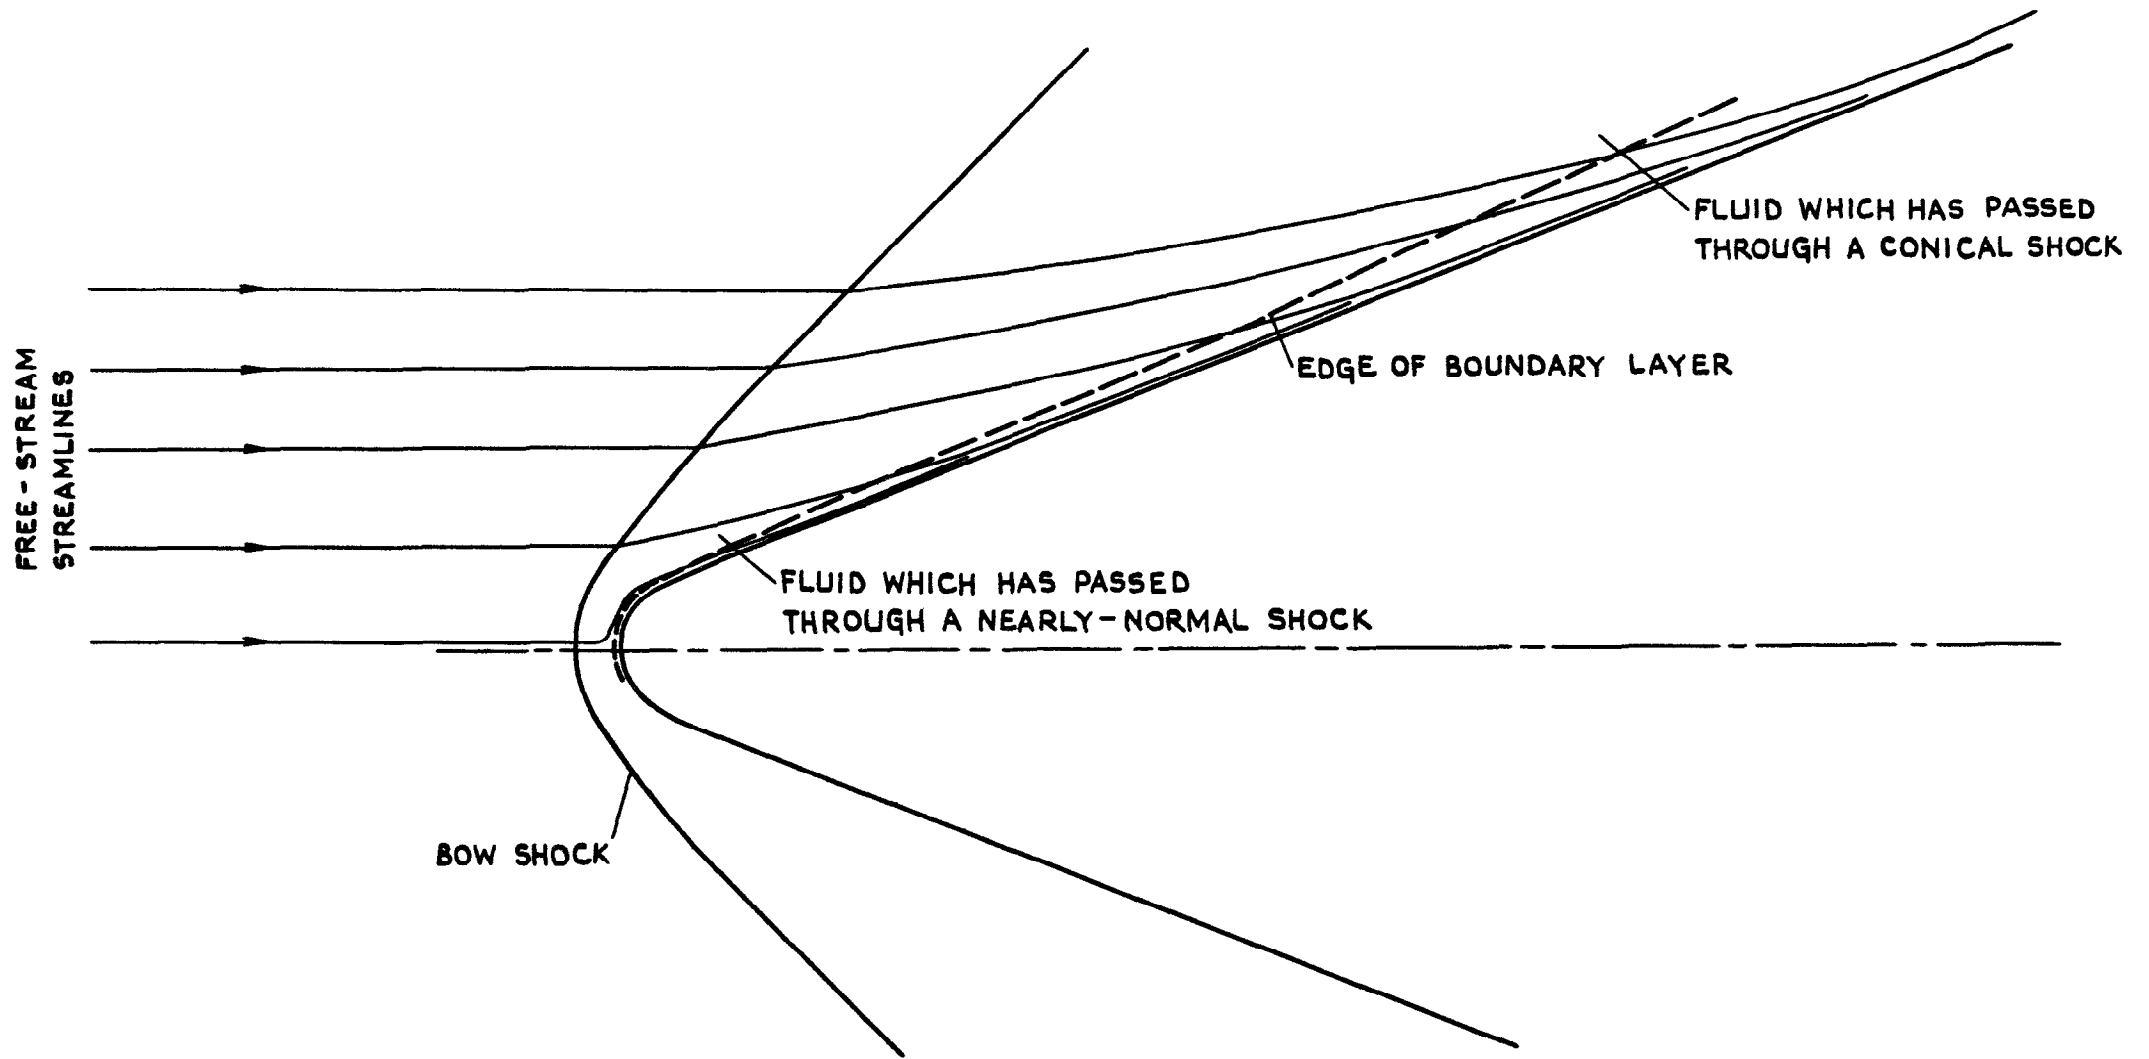 FREE-STREAM
STREAMLINES
FLUID WHICH HAS PASSED
THROUGH A CONICAL SHOCK
EDGE OF BOUNDARY LAYER
FLUID WHICH HAS PASSED
THROUGH A NEARLY-NORMAL SHOCK
BOW SHOCK